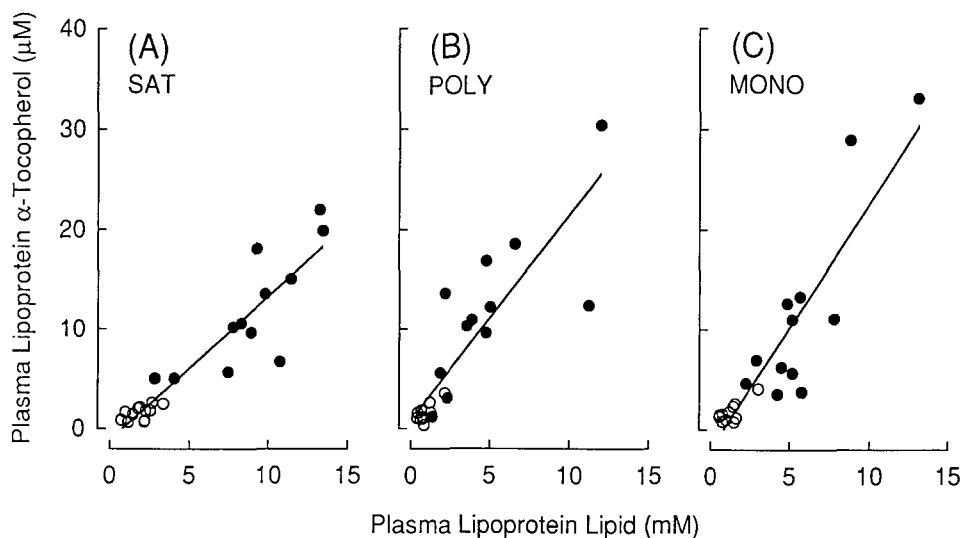 Plasma Lipoprotein α-Tocopherol (μM)
40
30
20
10
0
(A)
SAT
(B)
POLY
(C)
MONO
0 5 10 15
0 5 10 15
0 5 10 15
Plasma Lipoprotein Lipid (mM)